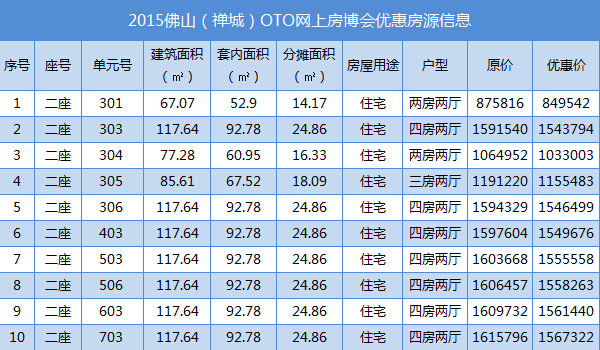 2015佛山（禅城）OTO网上房博会优惠房源信息
序号 座号 单元号 建筑面积（㎡） 套内面积（㎡） 分摊面积（㎡） 房屋用途 户型 原价 优惠价
1 二座 301 67.07 52.9 14.17 住宅 两房两厅 875816 849542
2 二座 303 117.64 92.78 24.86 住宅 四房两厅 1591540 1543794
3 二座 304 77.28 60.95 16.33 住宅 两房两厅 1064952 1033003
4 二座 305 85.61 67.52 18.09 住宅 三房两厅 1191220 1155483
5 二座 306 117.64 92.78 24.86 住宅 四房两厅 1594329 1546499
6 二座 403 117.64 92.78 24.86 住宅 四房两厅 1597604 1549676
7 二座 503 117.64 92.78 24.86 住宅 四房两厅 1603668 1555558
8 二座 506 117.64 92.78 24.86 住宅 四房两厅 1606457 1558263
9 二座 603 117.64 92.78 24.86 住宅 四房两厅 1609732 1561440
10 二座 703 117.64 92.78 24.86 住宅 四房两厅 1615796 1567322